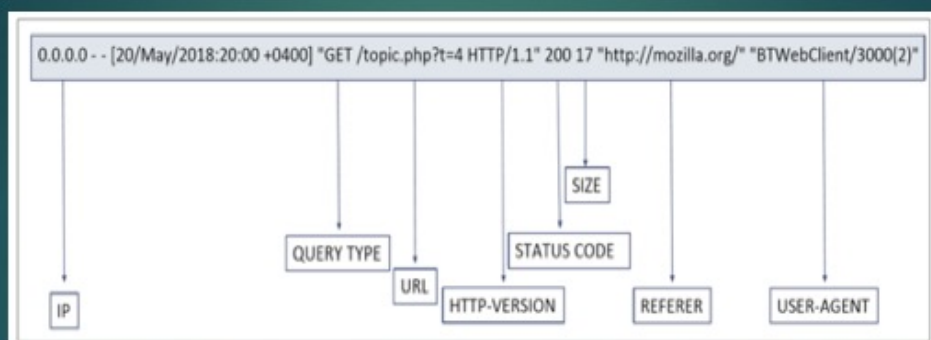 0.0.0.0 - - [20/May/2018:20:00 +0400] "GET /topic.php?t=4 HTTP/1.1" 200 17 "http://mozilla.org/" "BTWebClient/3000(2)"
SIZE
QUERY TYPE
STATUS CODE
URL
IP
HTTP-VERSION
REFERER
USER-AGENT